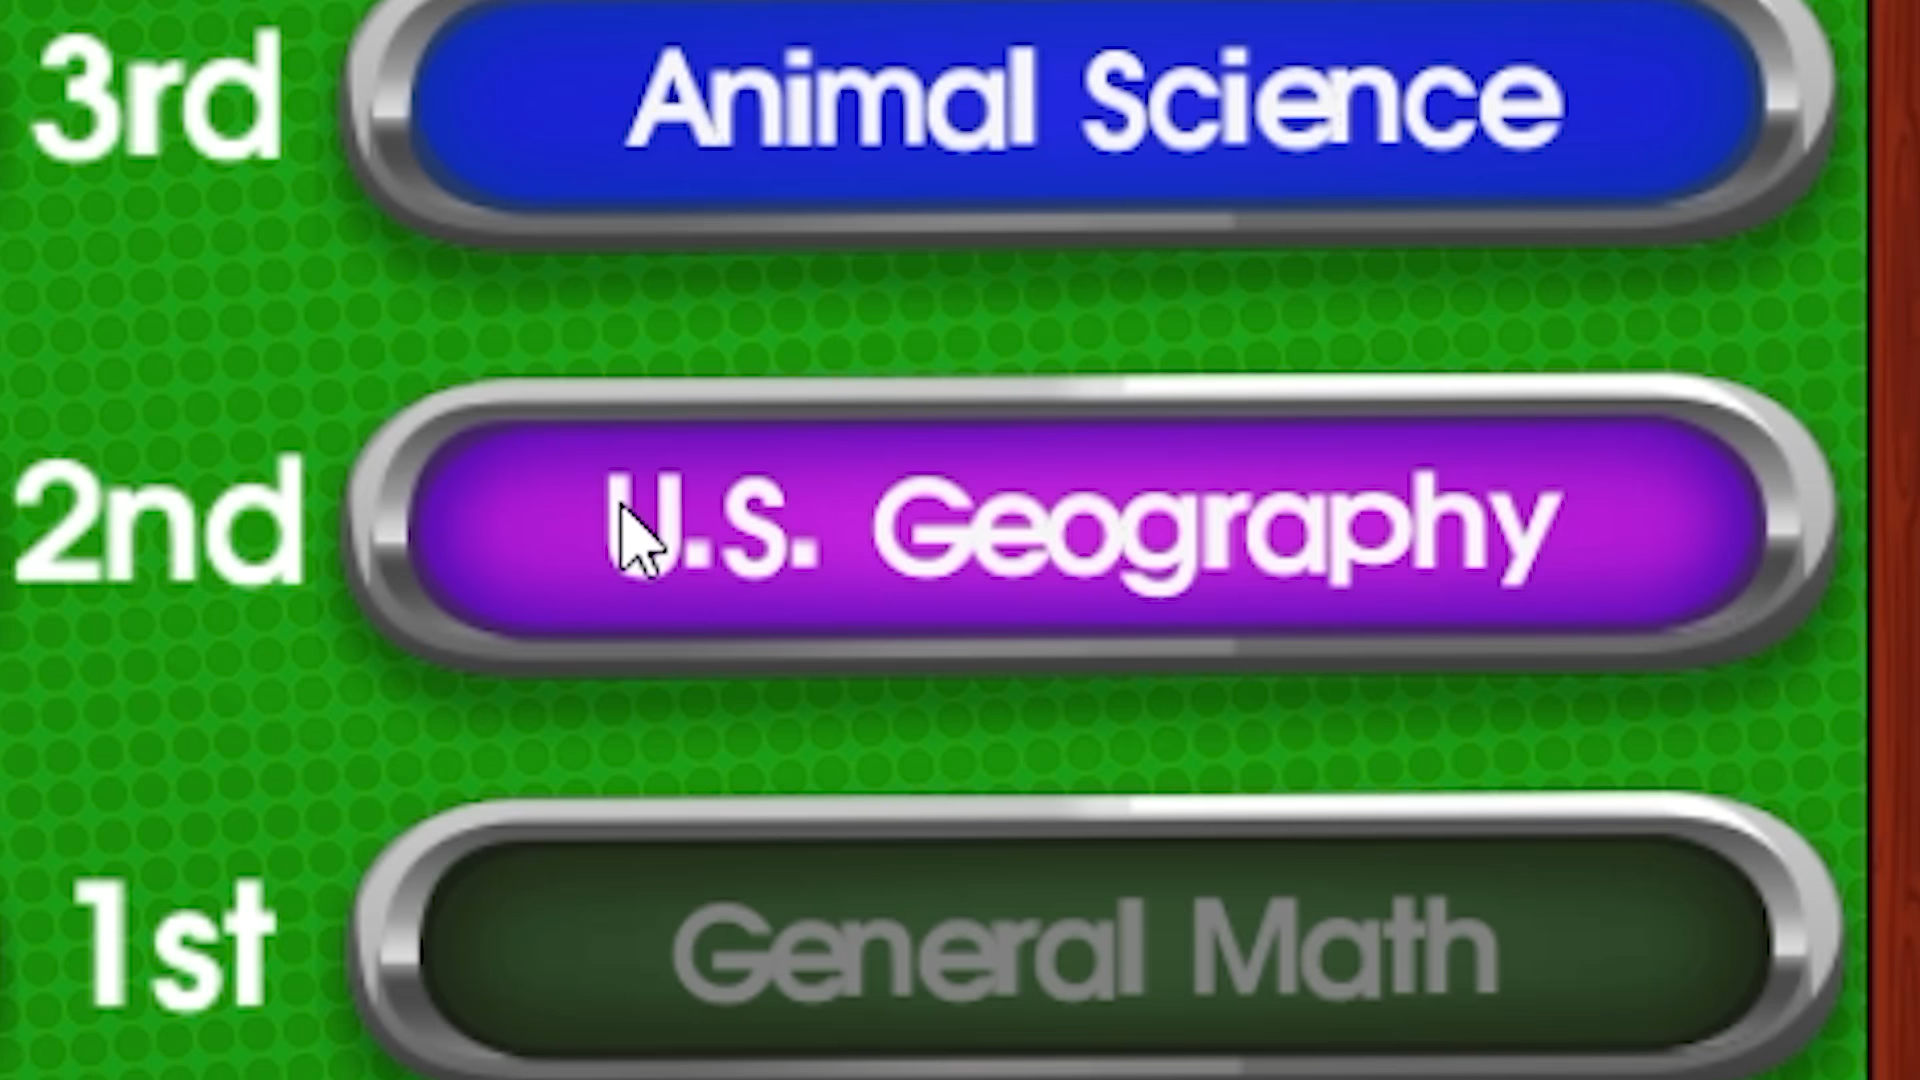 3rd Animal Science
2nd U.S. Geography
1st General Math